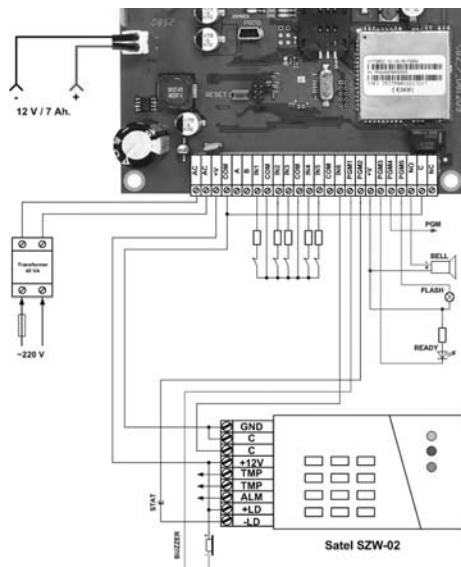 PROG
RESET
- +
12 V / 7 Ah.
AC
AC
+V
COM
A
B
IN1
COM
IN2
IN3
COM
IN4
IN5
COM
IN6
PGM1
PGM2
+V
PGM3
PGM4
PGM5
NO
C
NC
PGM
BELL
FLASH
READY
Transformer
40 VA
~220 V
GND
C
C
+12V
TMP
TMP
ALM
+LD
-LD
STAT
E
BUZZER
Satel SZW-02